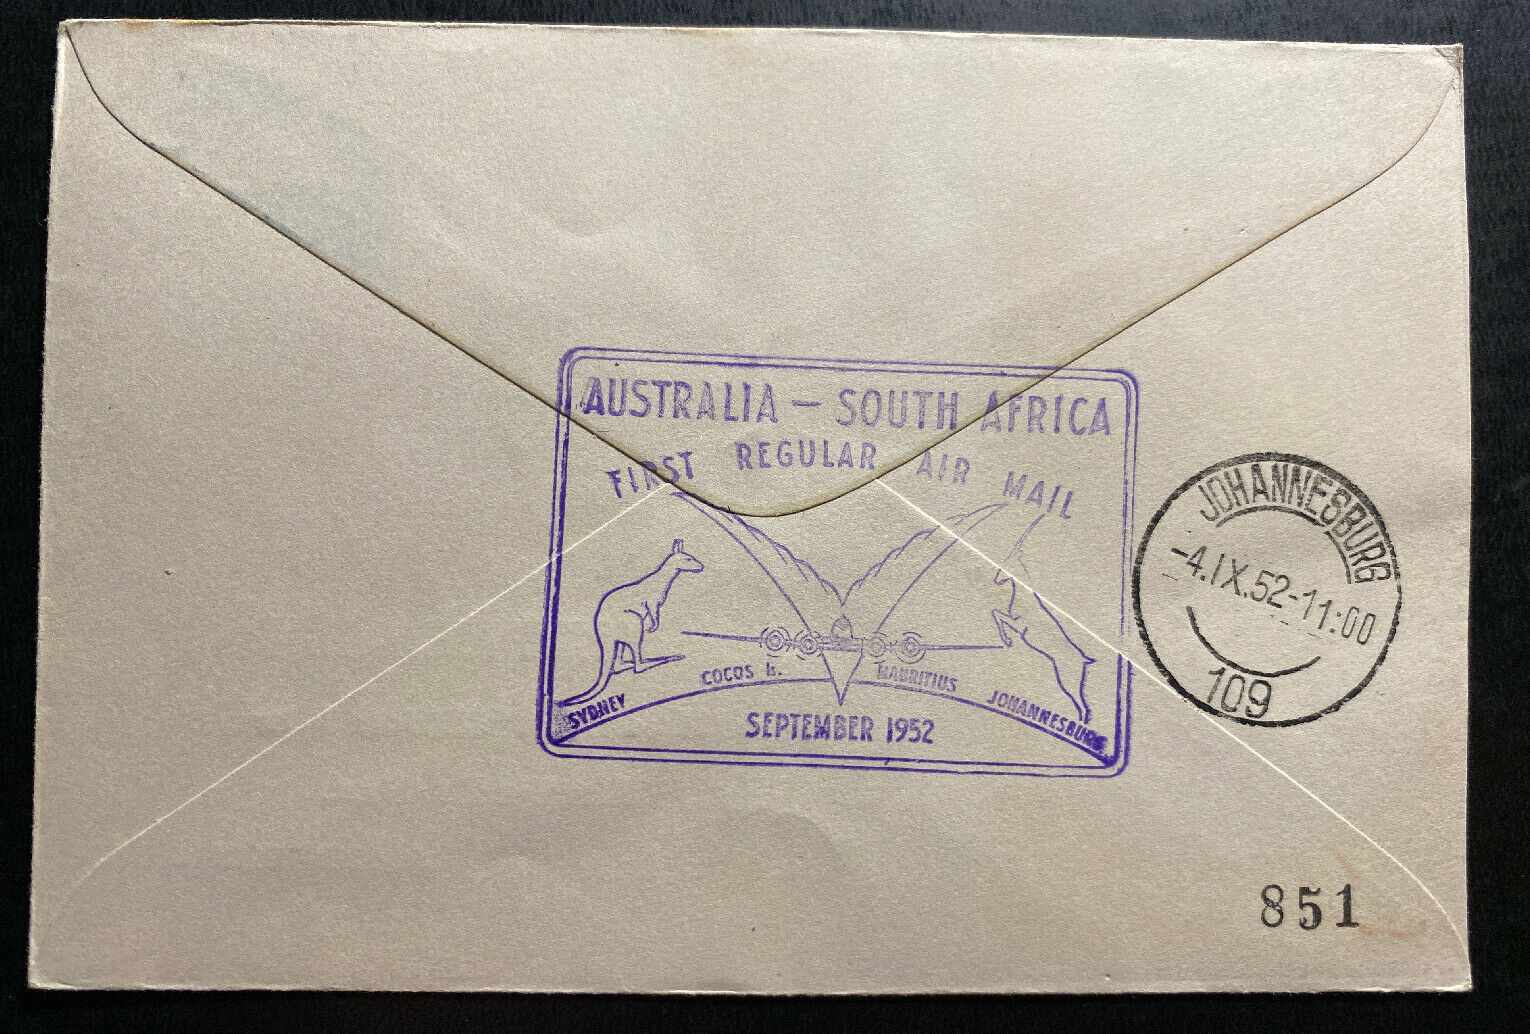 AUSTRALIA — SOUTH AFRICA
FIRST REGULAR AIR MAIL
SYDNEY COCOS Is. MAURITIUS JOHANNESBURG
SEPTEMBER 1952
JOHANNESBURG
-4.IX.52-11:00
109
851